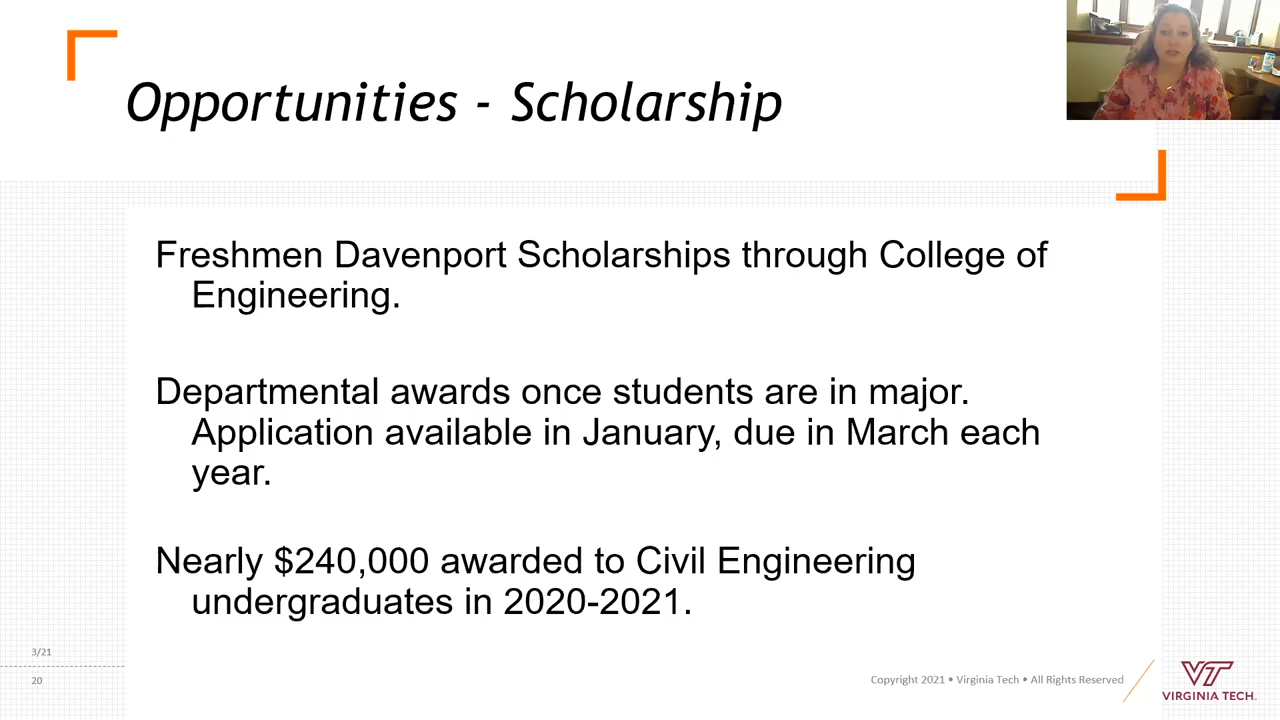 Opportunities - Scholarship
Freshmen Davenport Scholarships through College of
Engineering.
Departmental awards once students are in major.
Application available in January, due in March each
year.
Nearly $240,000 awarded to Civil Engineering
undergraduates in 2020-2021.
3/21
20
Copyright 2021 • Virginia Tech • All Rights Reserved
VT
VIRGINIA TECH.